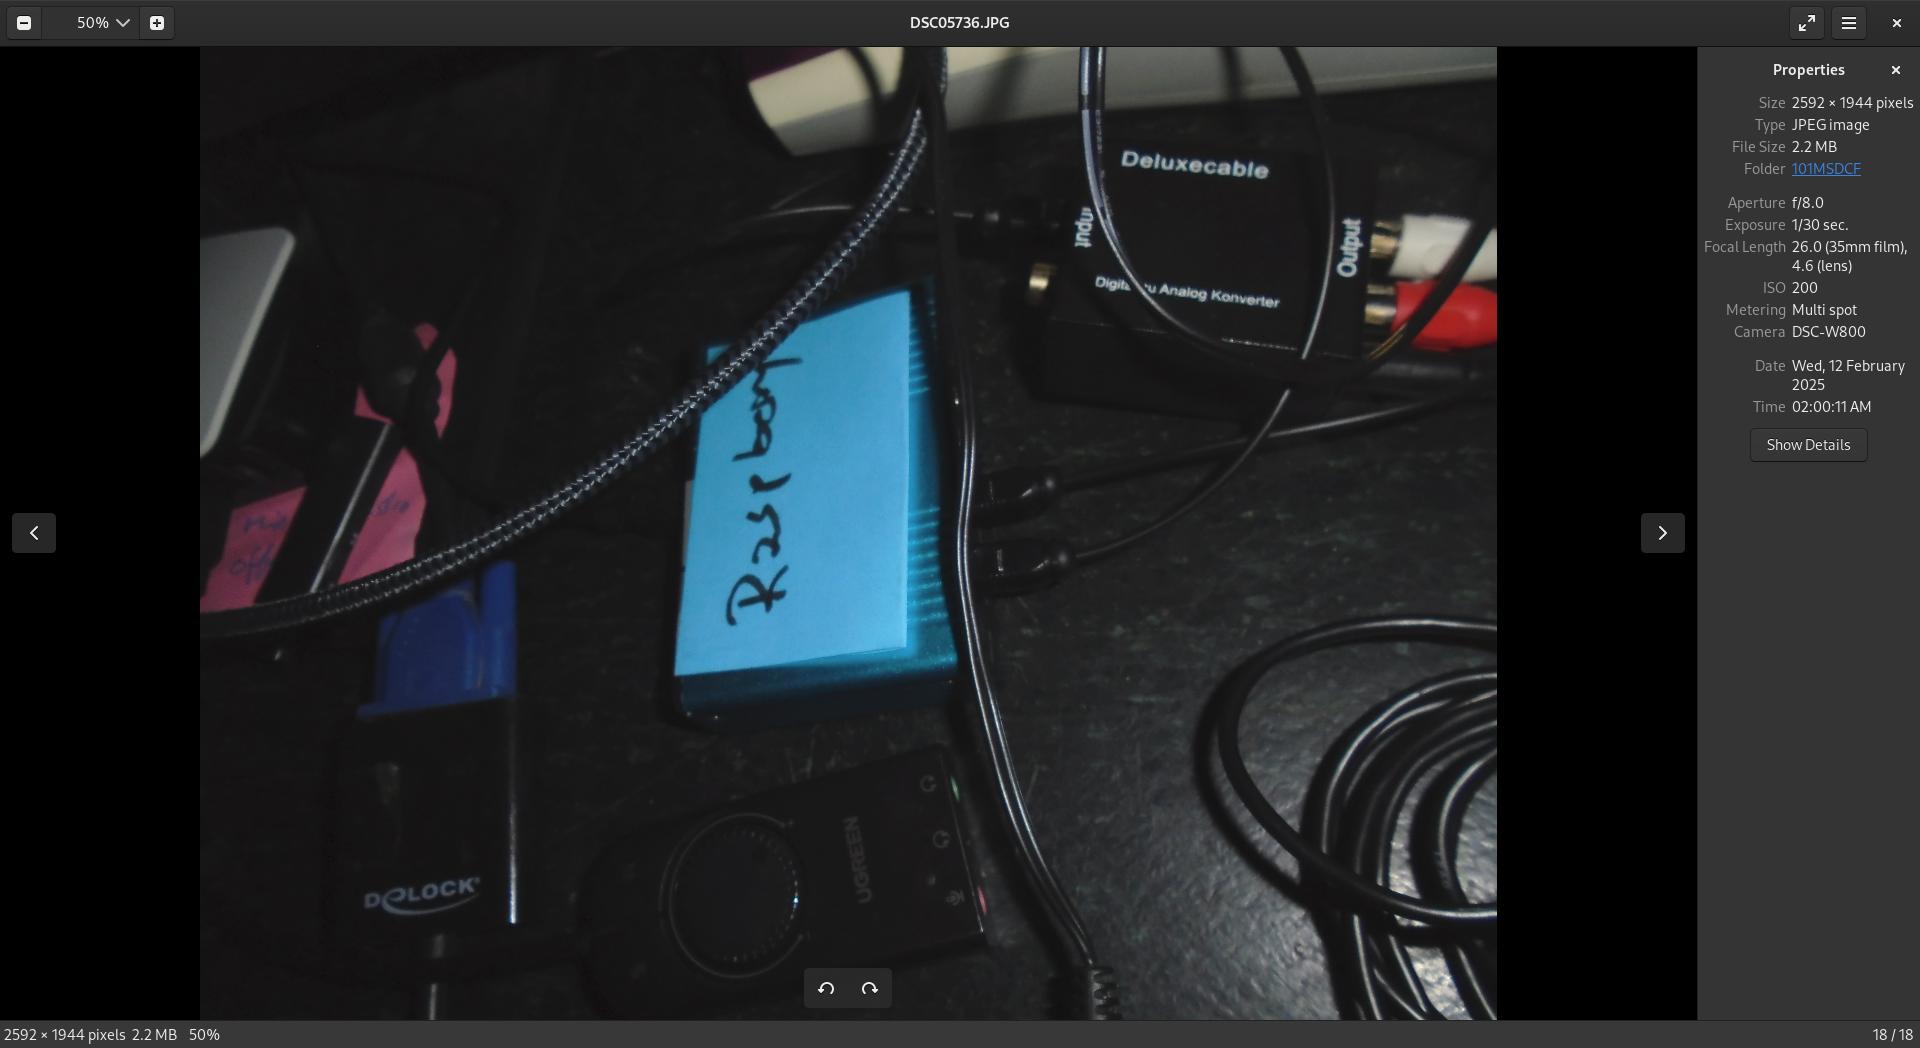 50%
DSC05736.JPG
Deluxecable
Input
Output
Analog Konverter
Rasp
DELOCK
UGREEN
Properties
Size 2592 × 1944 pixels
Type JPEG image
File Size 2.2 MB
Folder 101MSDCF
Aperture f/8.0
Exposure 1/30 sec.
Focal Length 26.0 (35mm film),
4.6 (lens)
ISO 200
Metering Multi spot
Camera DSC-W800
Date Wed, 12 February
2025
Time 02:00:11 AM
Show Details
2592 × 1944 pixels 2.2 MB 50%
18 / 18